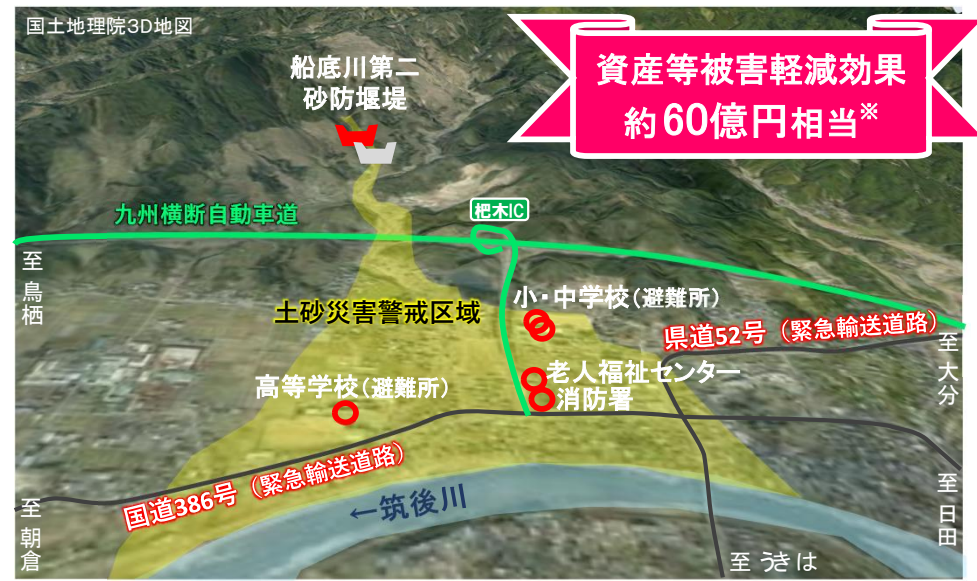 国土地理院3D地図
資産等被害軽減効果
約60億円相当※
船底川第二
砂防堰堤
九州横断自動車道
杷木IC
至鳥栖
土砂災害警戒区域
小・中学校（避難所）
県道52号（緊急輸送道路）
至大分
老人福祉センター
消防署
高等学校（避難所）
国道386号（緊急輸送道路）
←筑後川
至朝倉
至日田
至うきは